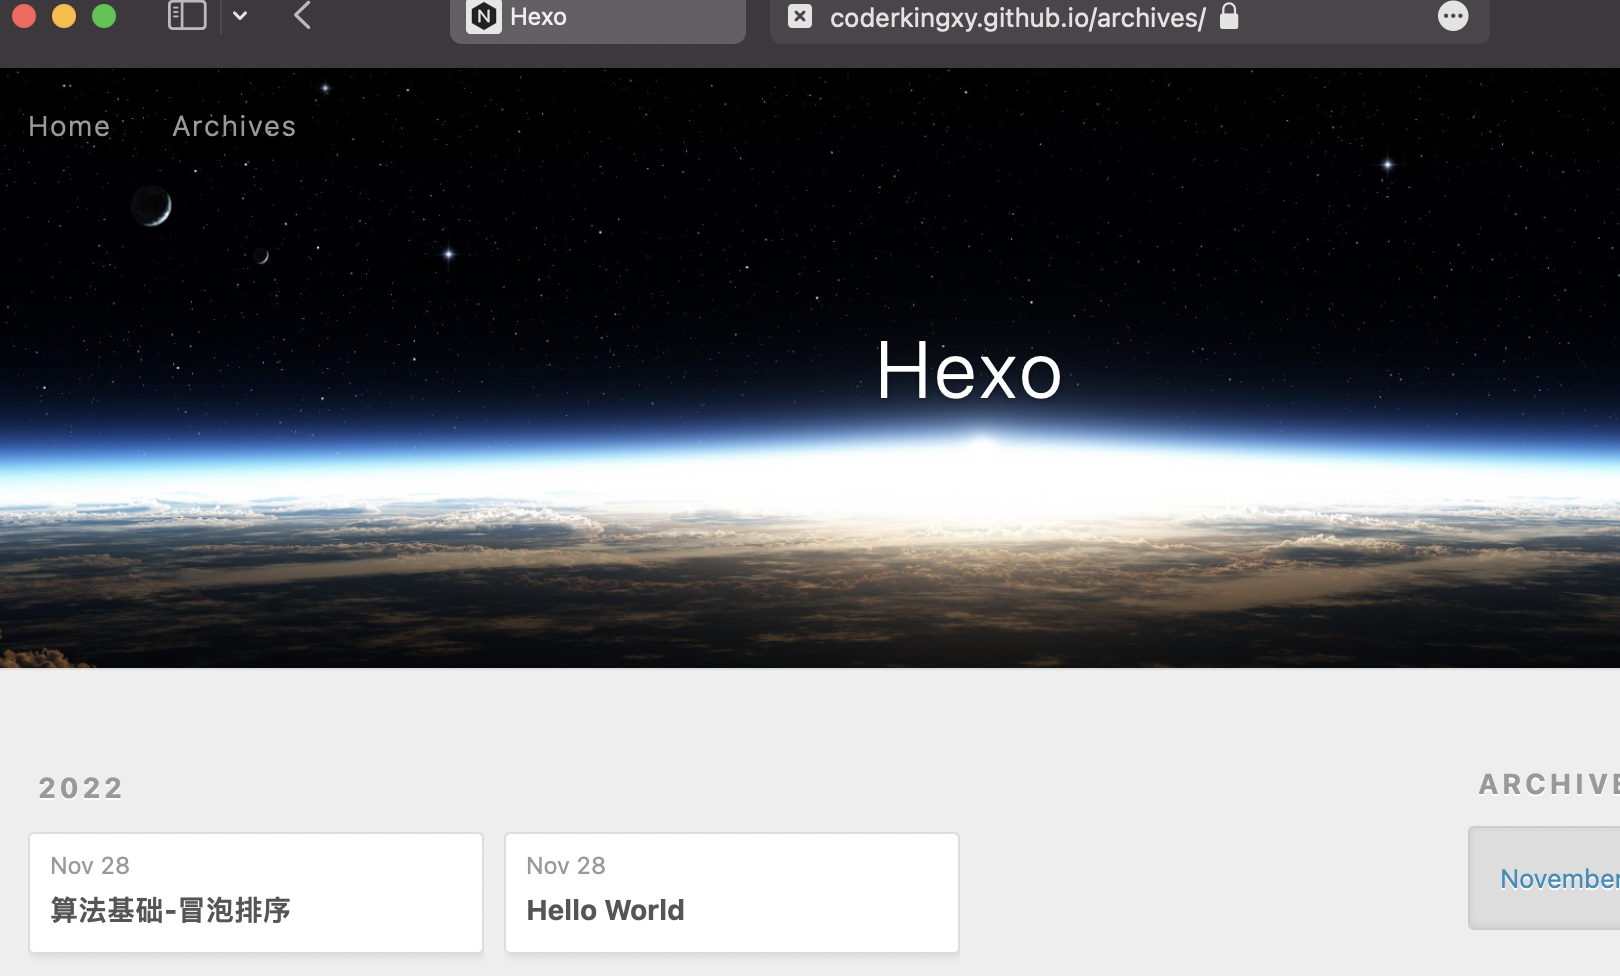 Hexo
coderkingxy.github.io/archives/
Home
Archives
Hexo
2022
Nov 28
算法基础-冒泡排序
Nov 28
Hello World
ARCHIVE
November